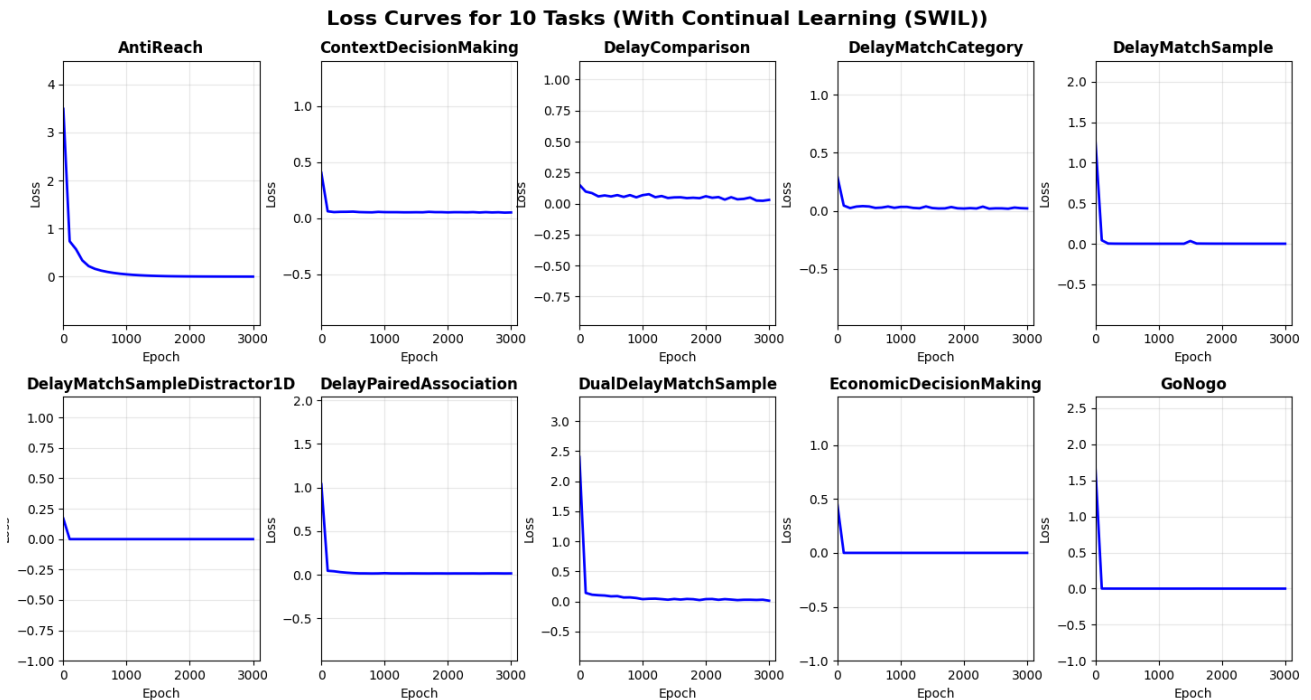 Loss Curves for 10 Tasks (With Continual Learning (SWIL))
AntiReach
4
3
2
1
0
Loss
0 1000 2000 3000
Epoch
ContextDecisionMaking
1.0
0.5
0.0
−0.5
Loss
0 1000 2000 3000
Epoch
DelayComparison
1.00
0.75
0.50
0.25
0.00
−0.25
−0.50
−0.75
Loss
0 1000 2000 3000
Epoch
DelayMatchCategory
1.0
0.5
0.0
−0.5
Loss
0 1000 2000 3000
Epoch
DelayMatchSample
2.0
1.5
1.0
0.5
0.0
−0.5
Loss
0 1000 2000 3000
Epoch
DelayMatchSampleDistractor1D
1.00
0.75
0.50
0.25
0.00
−0.25
−0.50
−0.75
−1.00
Loss
0 1000 2000 3000
Epoch
DelayPairedAssociation
2.0
1.5
1.0
0.5
0.0
−0.5
Loss
0 1000 2000 3000
Epoch
DualDelayMatchSample
3.0
2.5
2.0
1.5
1.0
0.5
0.0
−0.5
Loss
0 1000 2000 3000
Epoch
EconomicDecisionMaking
1.0
0.5
0.0
−0.5
−1.0
Loss
0 1000 2000 3000
Epoch
GoNogo
2.5
2.0
1.5
1.0
0.5
0.0
−0.5
−1.0
Loss
0 1000 2000 3000
Epoch